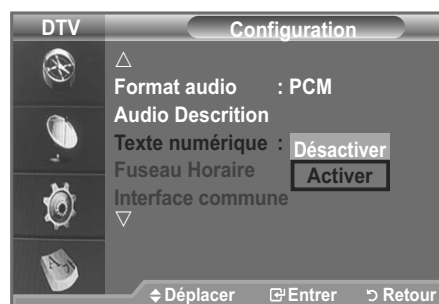 DTV Configuration
△
Format audio : PCM
Audio Descrition
Texte numérique : Désactiver
Activer
Fuseau Horaire
Interface commune
▽
Déplacer Entrer Retour